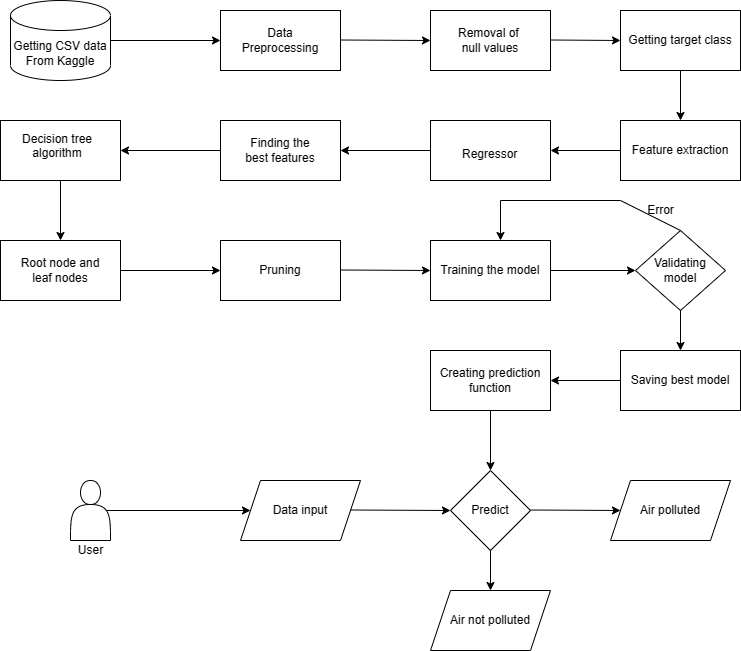 Getting CSV data
From Kaggle
Data
Preprocessing
Removal of
null values
Getting target class
Decision tree
algorithm
Finding the
best features
Regressor
Feature extraction
Error
Root node and
leaf nodes
Pruning
Training the model
Validating
model
Creating prediction
function
Saving best model
User
Data input
Predict
Air polluted
Air not polluted